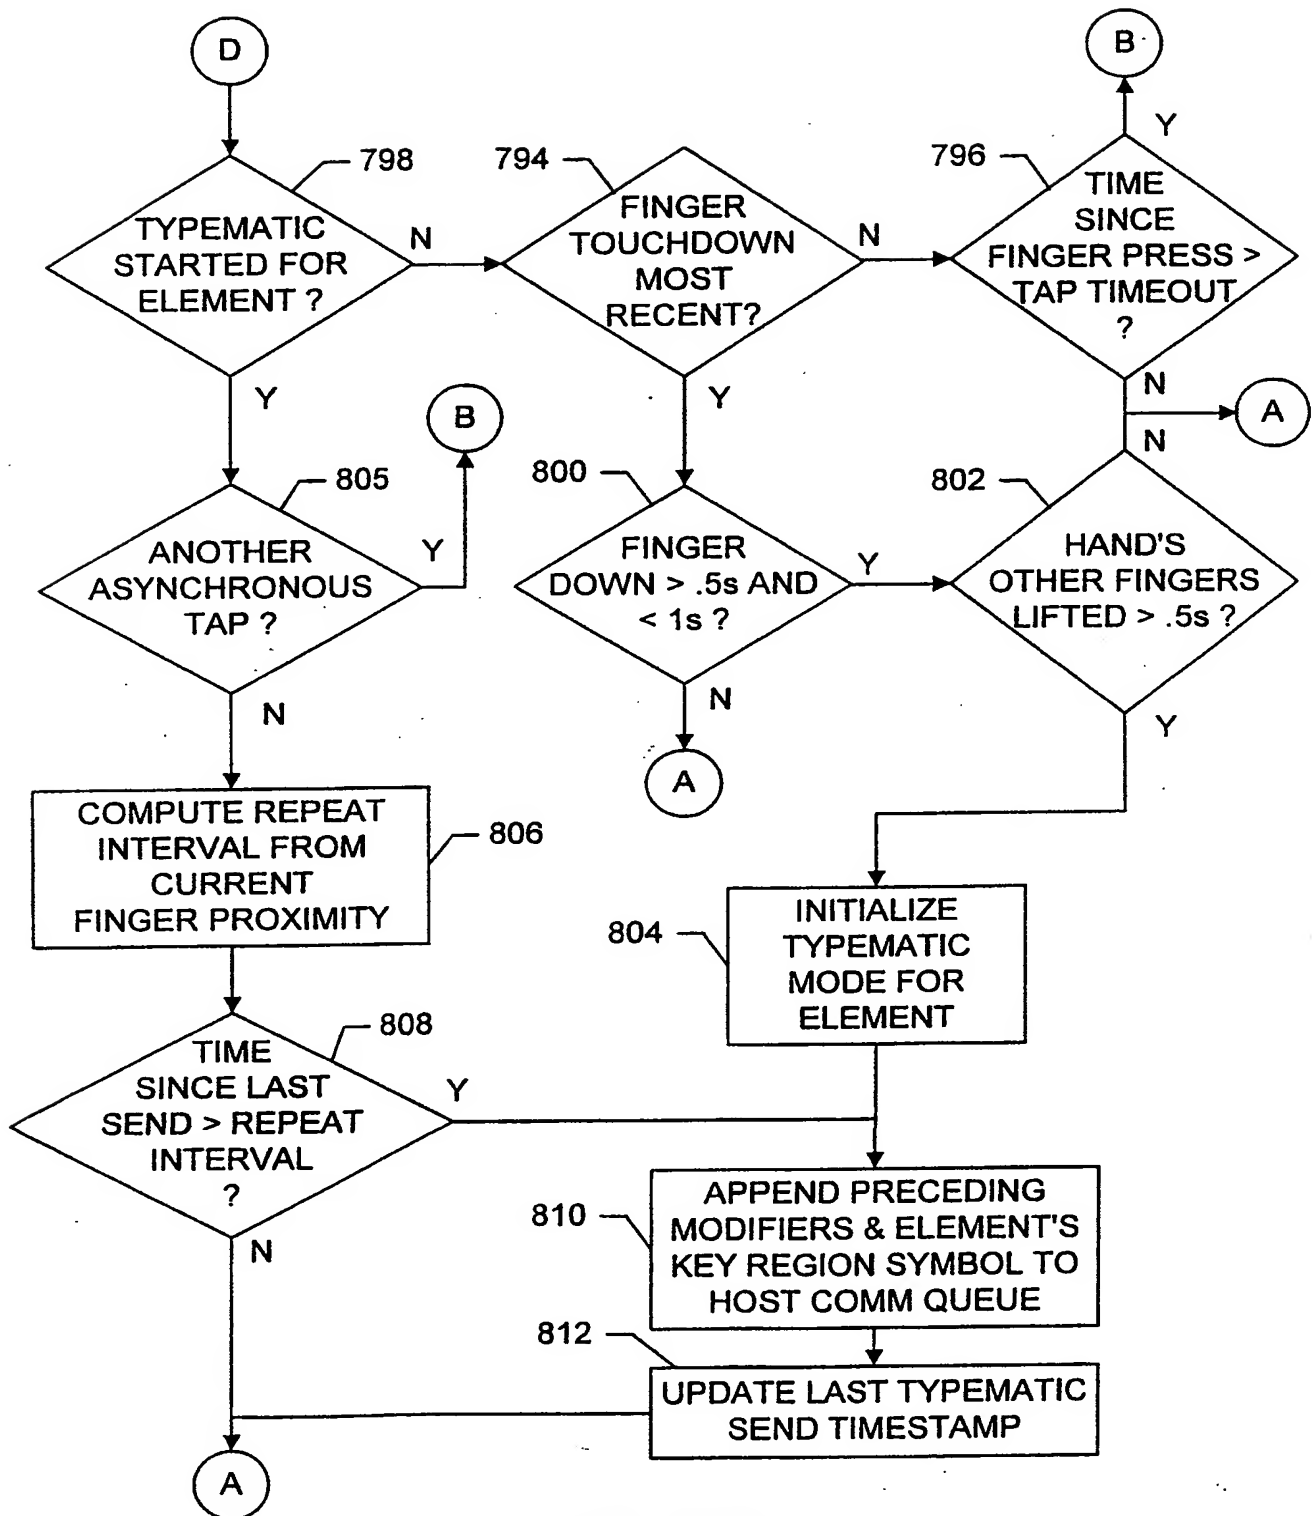 D
B
798
TYPEMATIC
STARTED FOR
ELEMENT ?
N
Y
794
FINGER
TOUCHDOWN
MOST
RECENT?
N
Y
796
TIME
SINCE
FINGER PRESS >
TAP TIMEOUT
?
Y
N
A
N
B
805
ANOTHER
ASYNCHRONOUS
TAP ?
Y
N
800
FINGER
DOWN > .5s AND
< 1s ?
Y
N
A
802
HAND'S
OTHER FINGERS
LIFTED > .5s ?
Y
COMPUTE REPEAT
INTERVAL FROM
CURRENT
FINGER PROXIMITY
806
804
INITIALIZE
TYPEMATIC
MODE FOR
ELEMENT
808
TIME
SINCE LAST
SEND > REPEAT
INTERVAL
?
Y
N
810
APPEND PRECEDING
MODIFIERS & ELEMENT'S
KEY REGION SYMBOL TO
HOST COMM QUEUE
812
UPDATE LAST TYPEMATIC
SEND TIMESTAMP
A